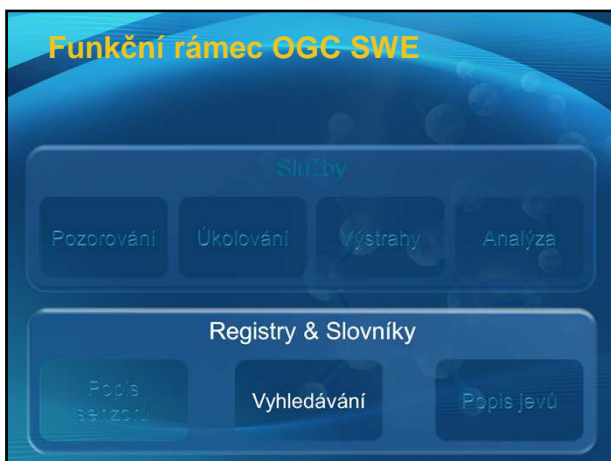 Funkční rámec OGC SWE
Služby
Pozorování
Úkolování
Výstrahy
Analýza
Registry & Slovníky
Popis
senzorů
Vyhledávání
Popis jevů